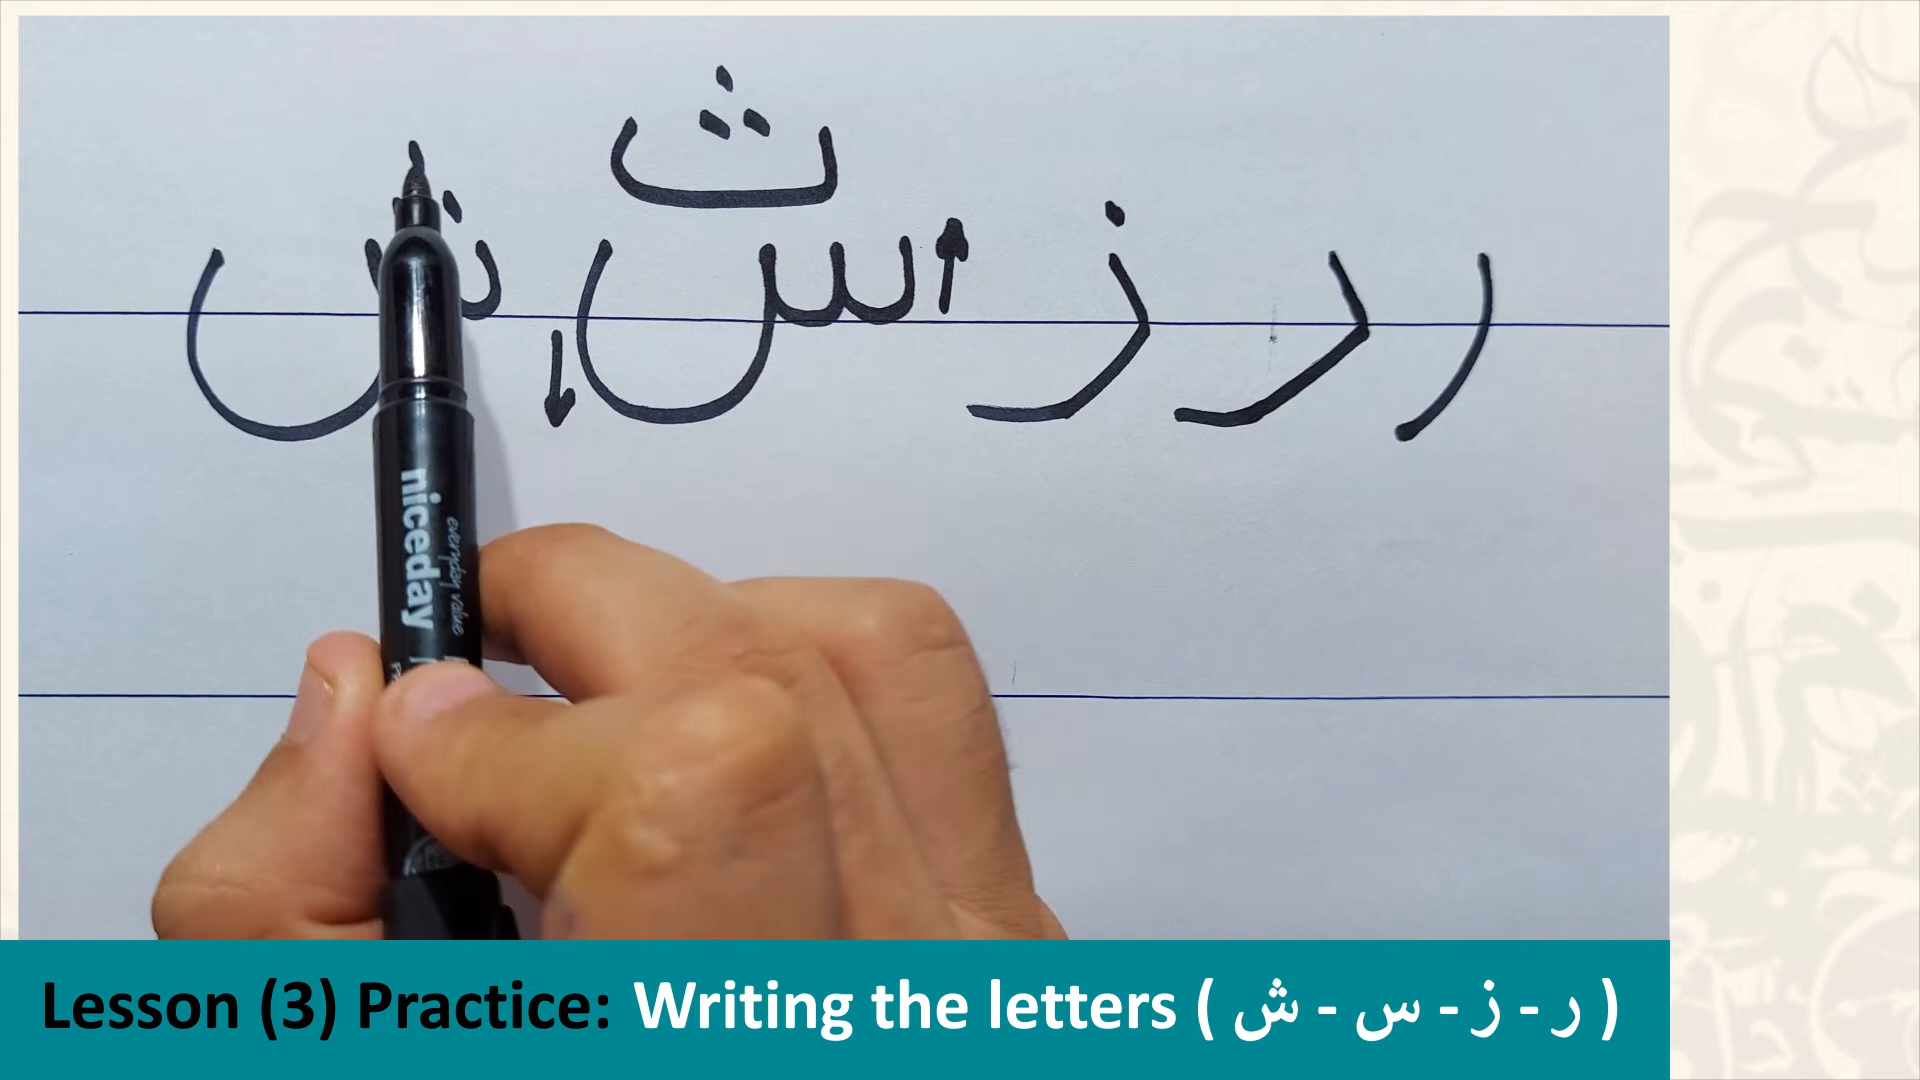 ث
ر ر ز س ش
niceday
everyday value
Lesson (3) Practice: Writing the letters ( ر - ز - س - ش )